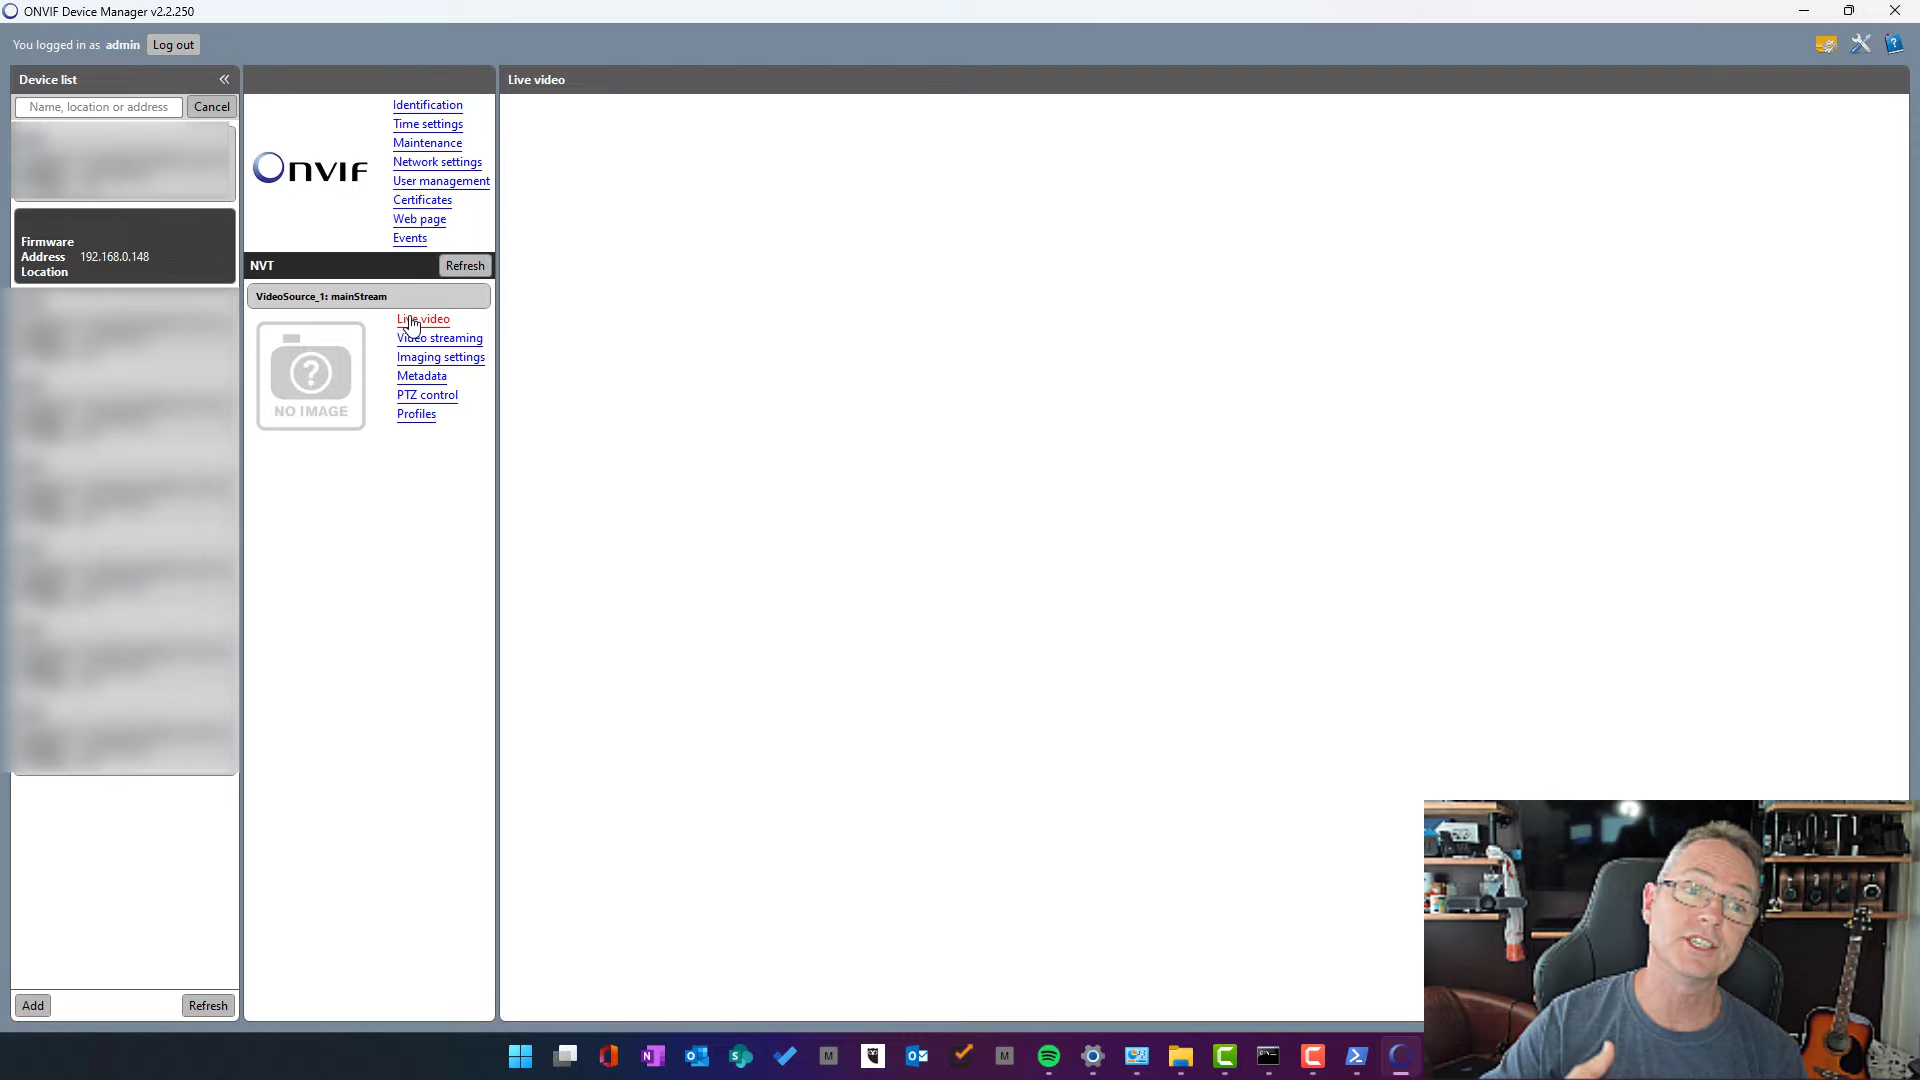 ONVIF Device Manager v2.2.250
You logged in as admin Log out
Device list
Name, location or address Cancel
Firmware
Address 192.168.0.148
Location
Add Refresh
ONVIF
Identification
Time settings
Maintenance
Network settings
User management
Certificates
Web page
Events
NVT Refresh
VideoSource_1: mainStream
NO IMAGE
Live video
Video streaming
Imaging settings
Metadata
PTZ control
Profiles
Live video